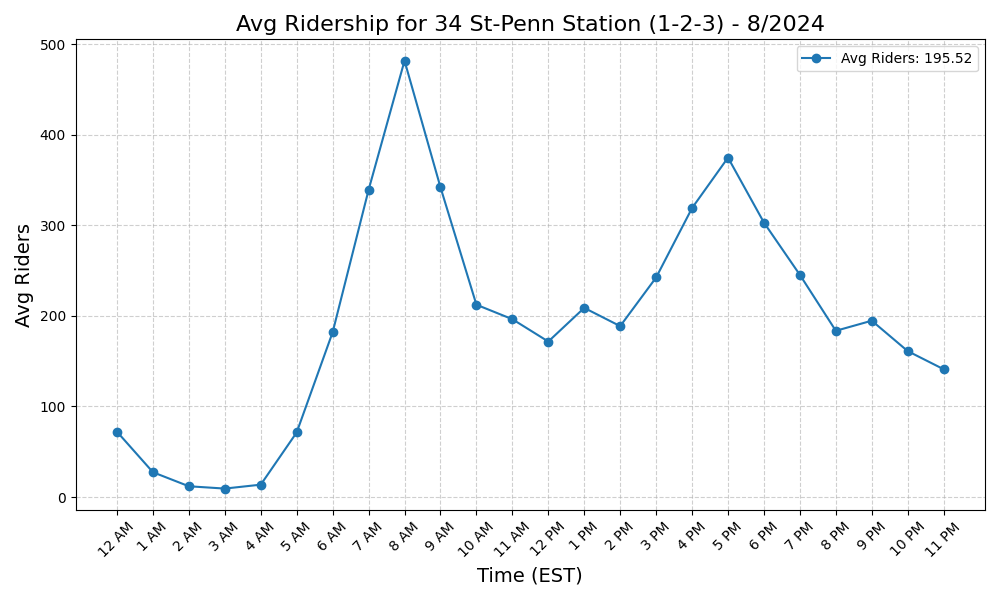 Avg Ridership for 34 St-Penn Station (1-2-3) - 8/2024
Avg Riders: 195.52
Avg Riders
500
400
300
200
100
0
12 AM
1 AM
2 AM
3 AM
4 AM
5 AM
6 AM
7 AM
8 AM
9 AM
10 AM
11 AM
12 PM
1 PM
2 PM
3 PM
4 PM
5 PM
6 PM
7 PM
8 PM
9 PM
10 PM
11 PM
Time (EST)